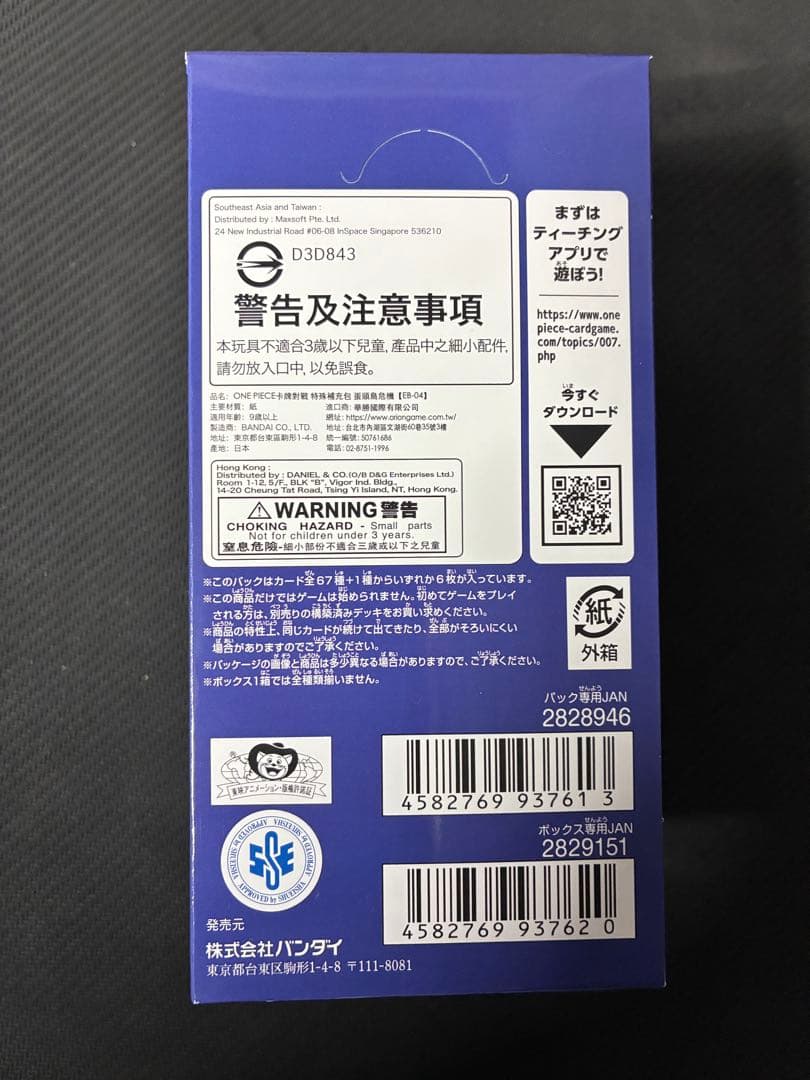 Southeast Asia and Taiwan :
Distributed by : Maxsoft Pte. Ltd.
24 New Industrial Road #06-08 InSpace Singapore 536210
D3D843
警告及注意事項
本玩具不適合3歲以下兒童, 產品中之細小配件,
請勿放入口中, 以免誤食。
品名: ONE PIECE卡牌對戰 特殊補充包 蛋頭島危機【EB-04】
主要材質: 紙
進口商: 華勝國際有限公司
適用年齡: 9歲以上
網址: https://www.oriongame.com.tw/
製造商: BANDAI CO., LTD.
地址: 台北市內湖區文湖街60巷35號3樓
地址: 東京都台東區駒形1-4-8
統一編號: 50761686
產地: 日本
電話: 02-8751-1996
Hong Kong :
Distributed by : DANIEL & CO.(O/B D&G Enterprises Ltd.)
Room 1-12, 5/F., BLK "B", Vigor Ind. Bldg.,
14-20 Cheung Tat Road, Tsing Yi Island, NT, Hong Kong.
WARNING 警告
CHOKING HAZARD - Small parts
Not for children under 3 years.
窒息危險-細小部份不適合三歲或以下之兒童
まずは
ティーチング
アプリで
遊ぼう!
https://www.one
piece-cardgame.
com/topics/007.
php
今すぐ
ダウンロード
※このパックはカード全67種+1種からいずれか6枚が入っています。
※この商品だけではゲームは始められません。初めてゲームをプレイ
される方は、別売りの構築済みデッキをお買い求めください。
※商品の特性上、同じカードが続けて出てきたり、全部がそろいにくい
場合がありますのでご了承ください。
※パッケージの画像と商品は多少異なる場合がありますので、ご了承ください。
※ボックス1箱では全種類揃いません。
紙
外箱
パック専用JAN
2828946
4582769 93761 3
ボックス専用JAN
2829151
4582769 93762 0
東映アニメーション・版権許諾証
APPROVED by SHUEISHA
発売元
株式会社バンダイ
東京都台東区駒形1-4-8 〒111-8081